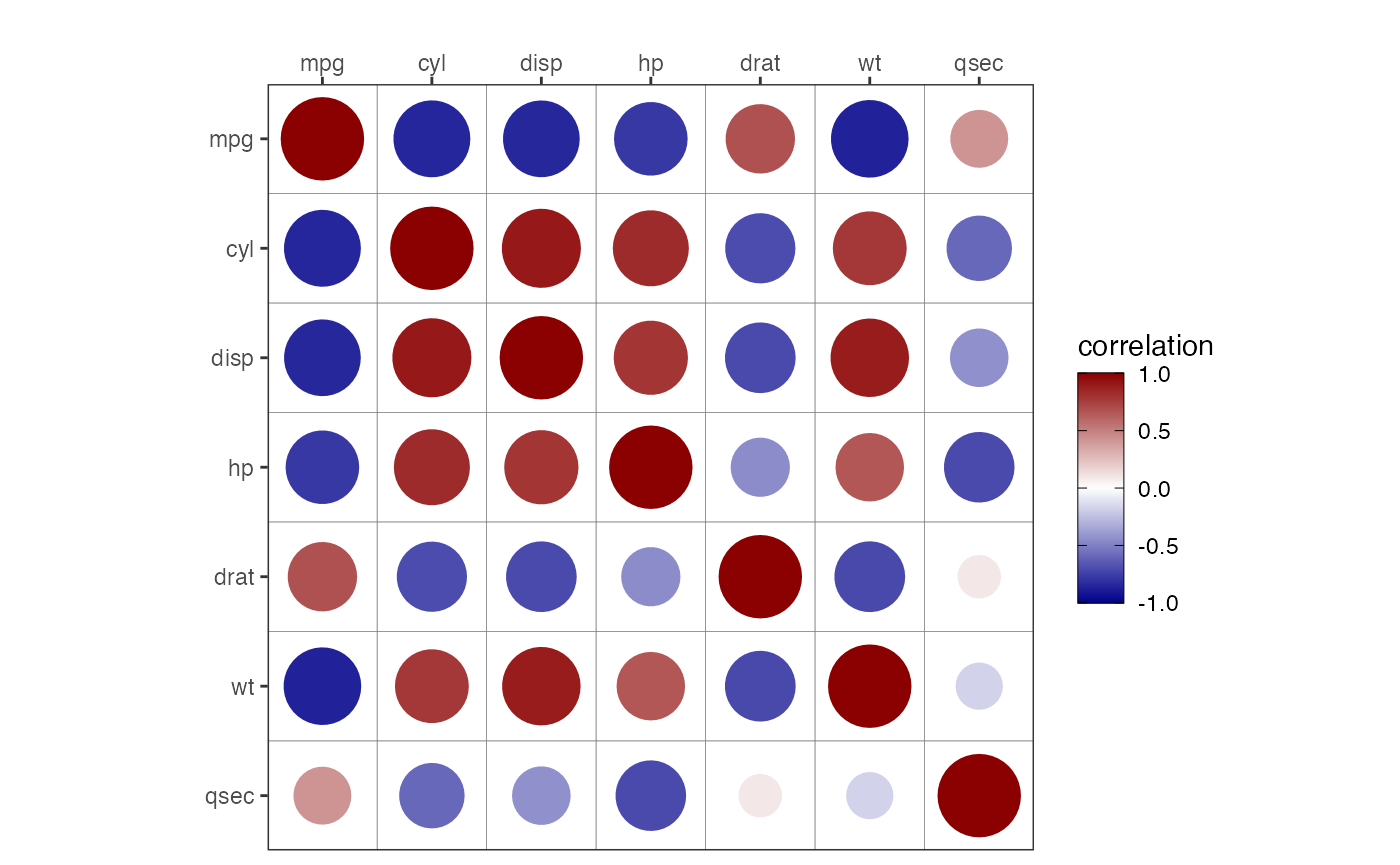 mpg cyl disp hp drat wt qsec
mpg
cyl
disp
hp
drat
wt
qsec
correlation
1.0
0.5
0.0
-0.5
-1.0